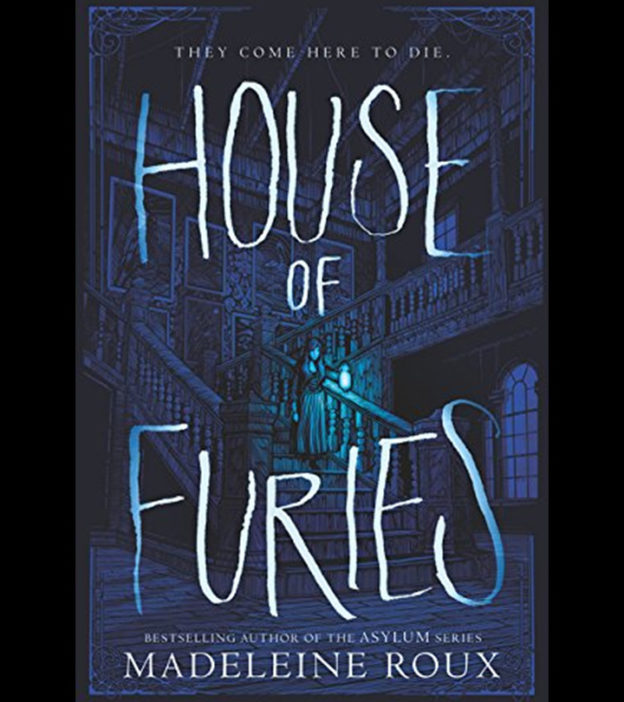 THEY COME HERE TO DIE.
HOUSE
OF
FURIES
BESTSELLING AUTHOR OF THE ASYLUM SERIES
MADELEINE ROUX